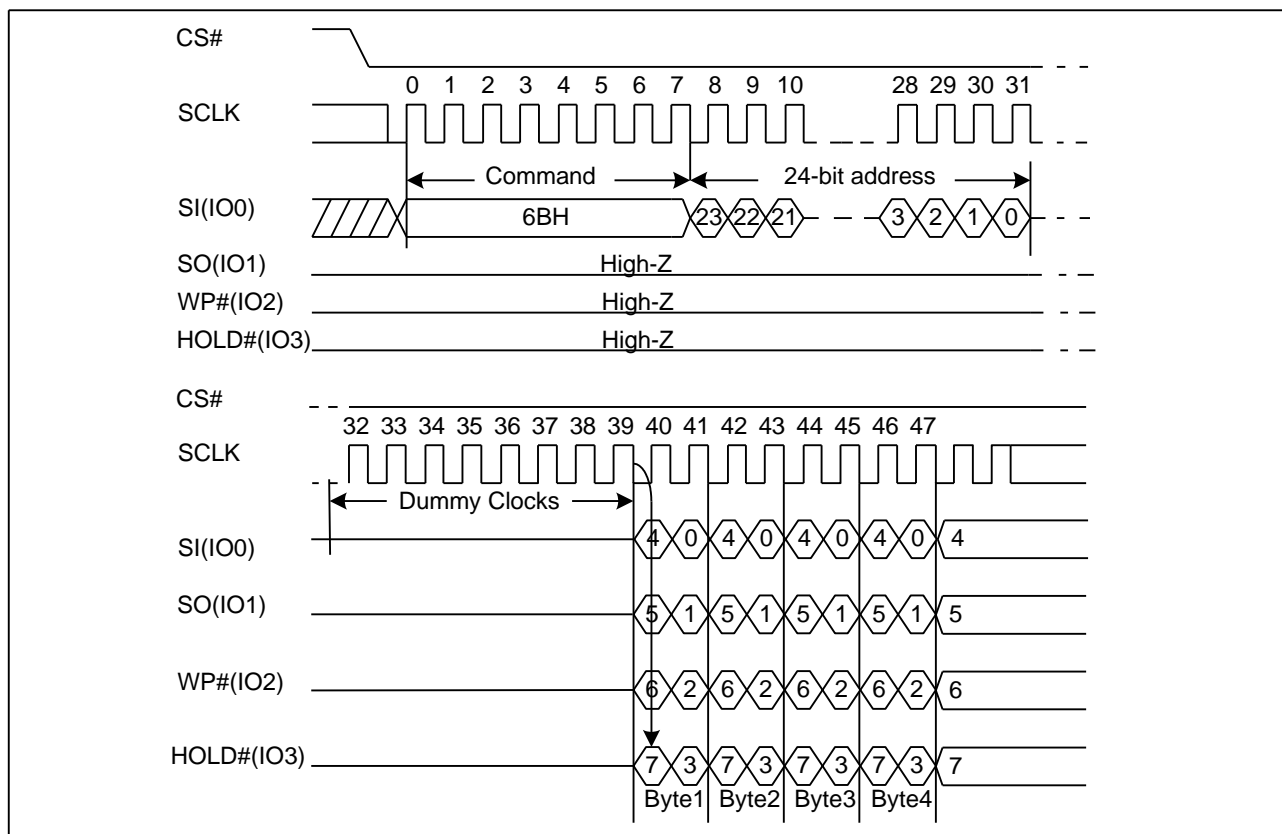 CS#
0 1 2 3 4 5 6 7 8 9 10 28 29 30 31
SCLK
Command 24-bit address
SI(IO0) 6BH 23 22 21 3 2 1 0
SO(IO1) High-Z
WP#(IO2) High-Z
HOLD#(IO3) High-Z
CS#
32 33 34 35 36 37 38 39 40 41 42 43 44 45 46 47
SCLK
Dummy Clocks
SI(IO0) 4 0 4 0 4 0 4 0 4
SO(IO1) 5 1 5 1 5 1 5 1 5
WP#(IO2) 6 2 6 2 6 2 6 2 6
HOLD#(IO3) 7 3 7 3 7 3 7 3 7
Byte1 Byte2 Byte3 Byte4